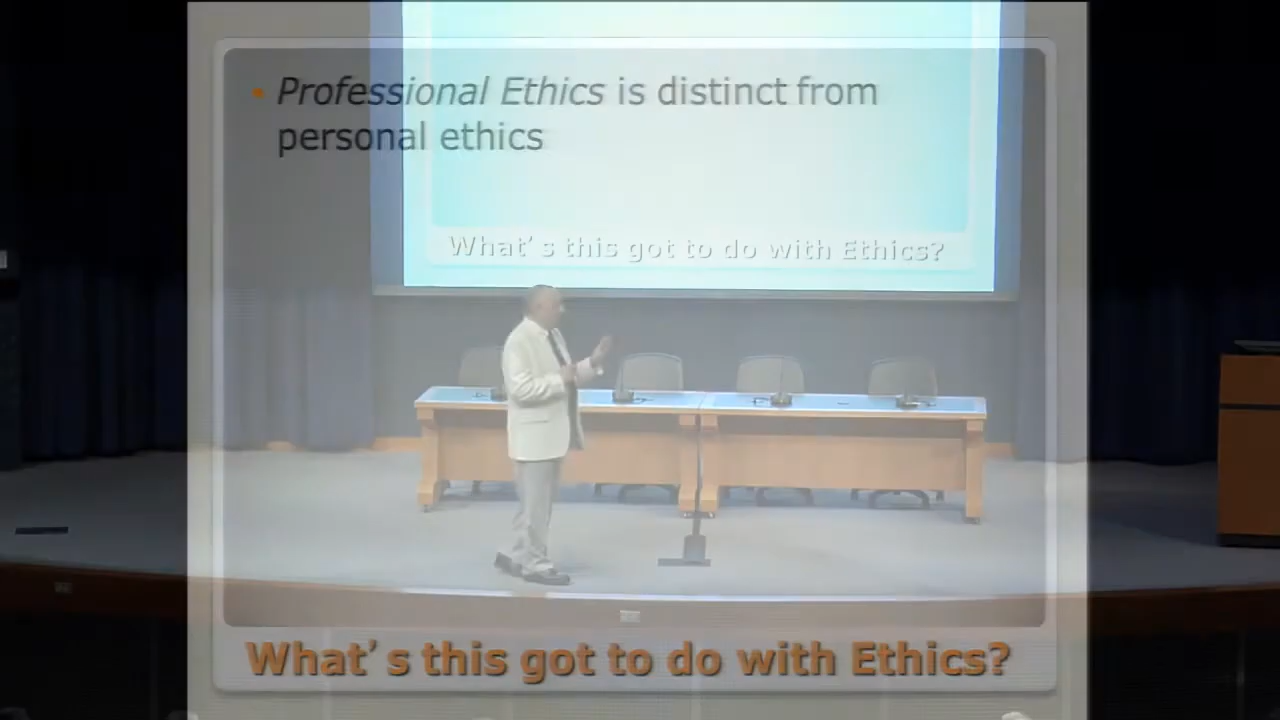 • Professional Ethics is distinct from
personal ethics
What's this got to do with Ethics?
What's this got to do with Ethics?